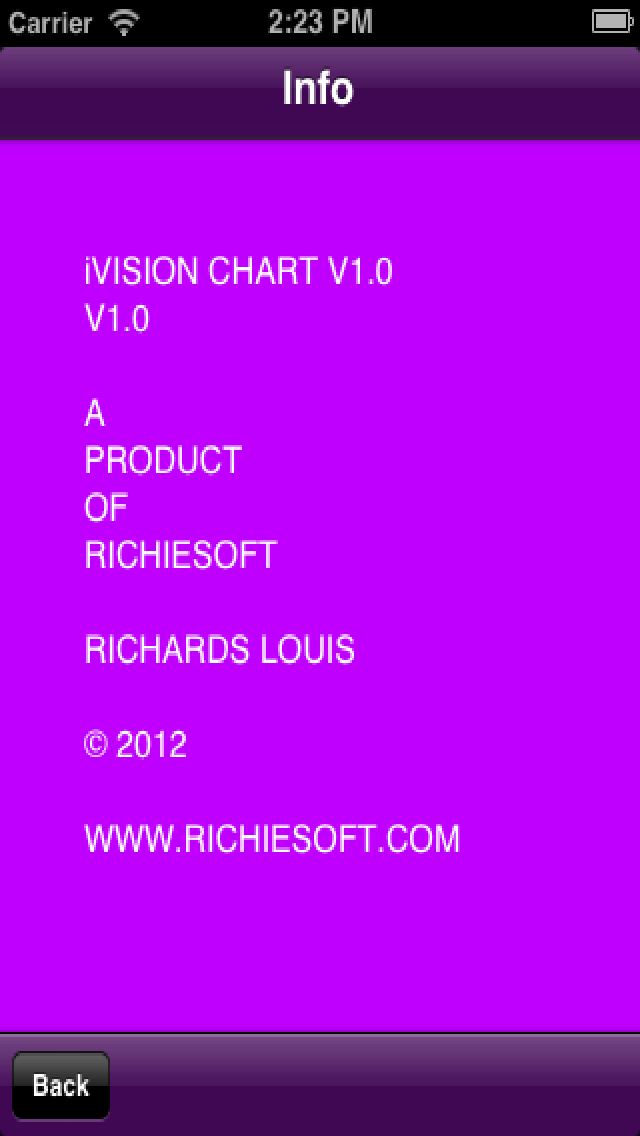 Carrier 2:23 PM
Info
iVISION CHART V1.0
V1.0
A
PRODUCT
OF
RICHIESOFT
RICHARDS LOUIS
© 2012
WWW.RICHIESOFT.COM
Back